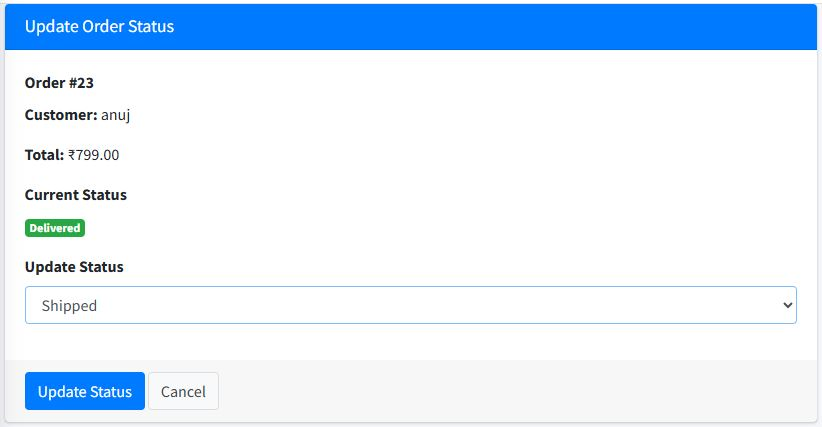 Update Order Status
Order #23
Customer: anuj
Total: ₹799.00
Current Status
Delivered
Update Status
Shipped
Update Status Cancel